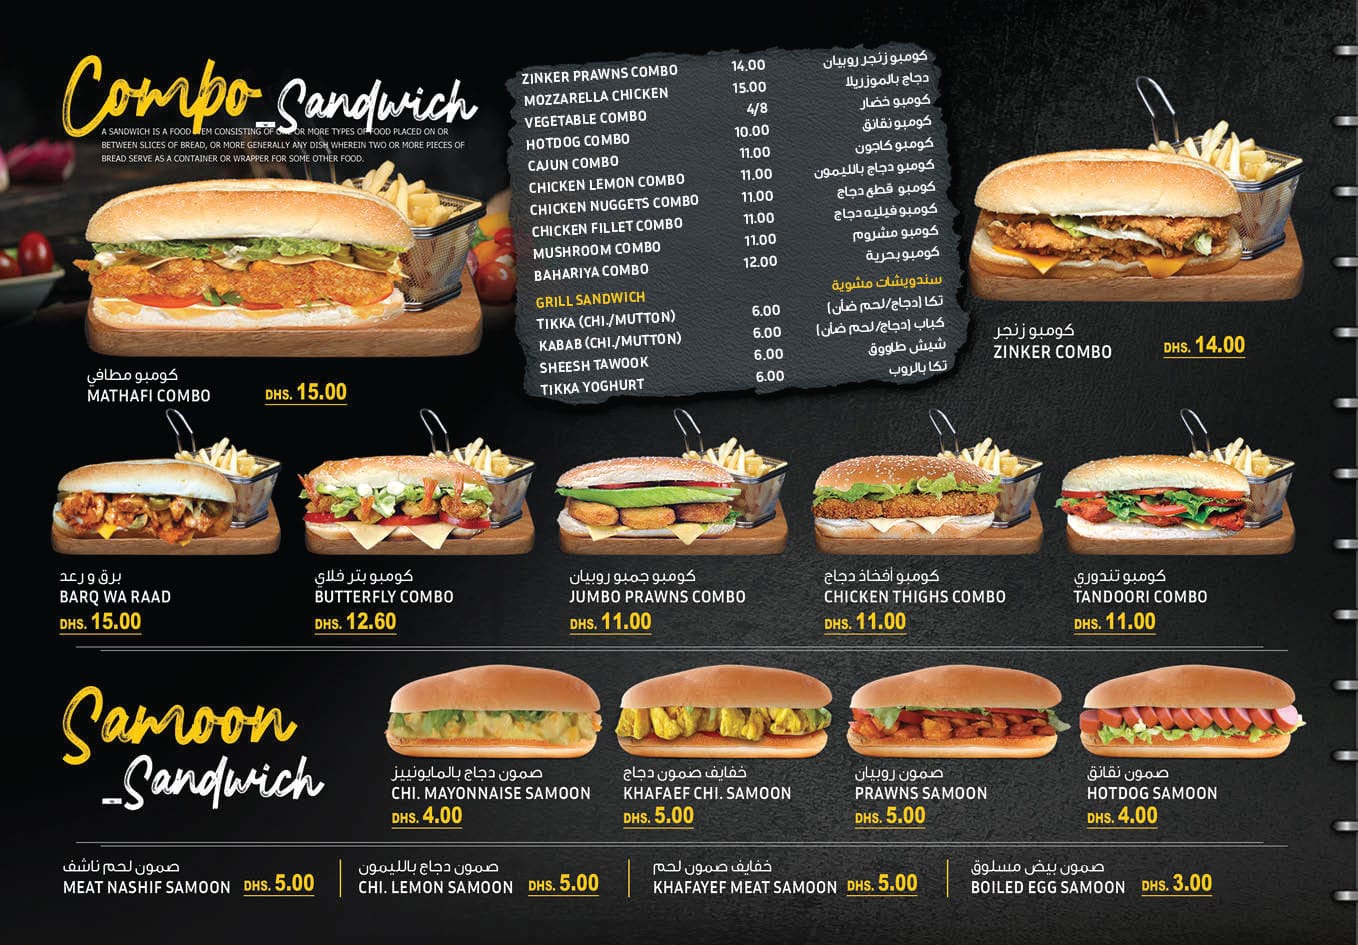 Combo Sandwich
A SANDWICH IS A FOOD ITEM CONSISTING OF ONE OR MORE TYPES OF FOOD PLACED ON OR
BETWEEN SLICES OF BREAD, OR MORE GENERALLY ANY DISH WHEREIN TWO OR MORE PIECES OF
BREAD SERVE AS A CONTAINER OR WRAPPER FOR SOME OTHER FOOD.
كومبو مطافي
MATHAFI COMBO DHS. 15.00
ZINKER PRAWNS COMBO 14.00 كومبو زنجر روبيان
MOZZARELLA CHICKEN 15.00 دجاج بالموزريلا
VEGETABLE COMBO 4/8 كومبو خضار
HOTDOG COMBO 10.00 كومبو نقانق
CAJUN COMBO 11.00 كومبو كاجون
CHICKEN LEMON COMBO 11.00 كومبو دجاج بالليمون
CHICKEN NUGGETS COMBO 11.00 كومبو قطع دجاج
CHICKEN FILLET COMBO 11.00 كومبو فيليه دجاج
MUSHROOM COMBO 11.00 كومبو مشروم
BAHARIYA COMBO 12.00 كومبو بحرية
GRILL SANDWICH سندويشات مشوية
TIKKA (CHI./MUTTON) 6.00 تكا (دجاج/لحم ضأن)
KABAB (CHI./MUTTON) 6.00 كباب (دجاج/لحم ضأن)
SHEESH TAWOOK 6.00 شيش طاووق
TIKKA YOGHURT 6.00 تكا بالروب
كومبو زنجر
ZINKER COMBO DHS. 14.00
برق و رعد
BARQ WA RAAD
DHS. 15.00
كومبو بتر فلاي
BUTTERFLY COMBO
DHS. 12.60
كومبو جمبو روبيان
JUMBO PRAWNS COMBO
DHS. 11.00
كومبو أفخاذ دجاج
CHICKEN THIGHS COMBO
DHS. 11.00
كومبو تندوري
TANDOORI COMBO
DHS. 11.00
Samoon
Sandwich
صمون دجاج بالمايونييز
CHI. MAYONNAISE SAMOON
DHS. 4.00
خفايف صمون دجاج
KHAFAEF CHI. SAMOON
DHS. 5.00
صمون روبيان
PRAWNS SAMOON
DHS. 5.00
صمون نقانق
HOTDOG SAMOON
DHS. 4.00
صمون لحم ناشف
MEAT NASHIF SAMOON DHS. 5.00
صمون دجاج بالليمون
CHI. LEMON SAMOON DHS. 5.00
خفايف صمون لحم
KHAFAYEF MEAT SAMOON DHS. 5.00
صمون بيض مسلوق
BOILED EGG SAMOON DHS. 3.00